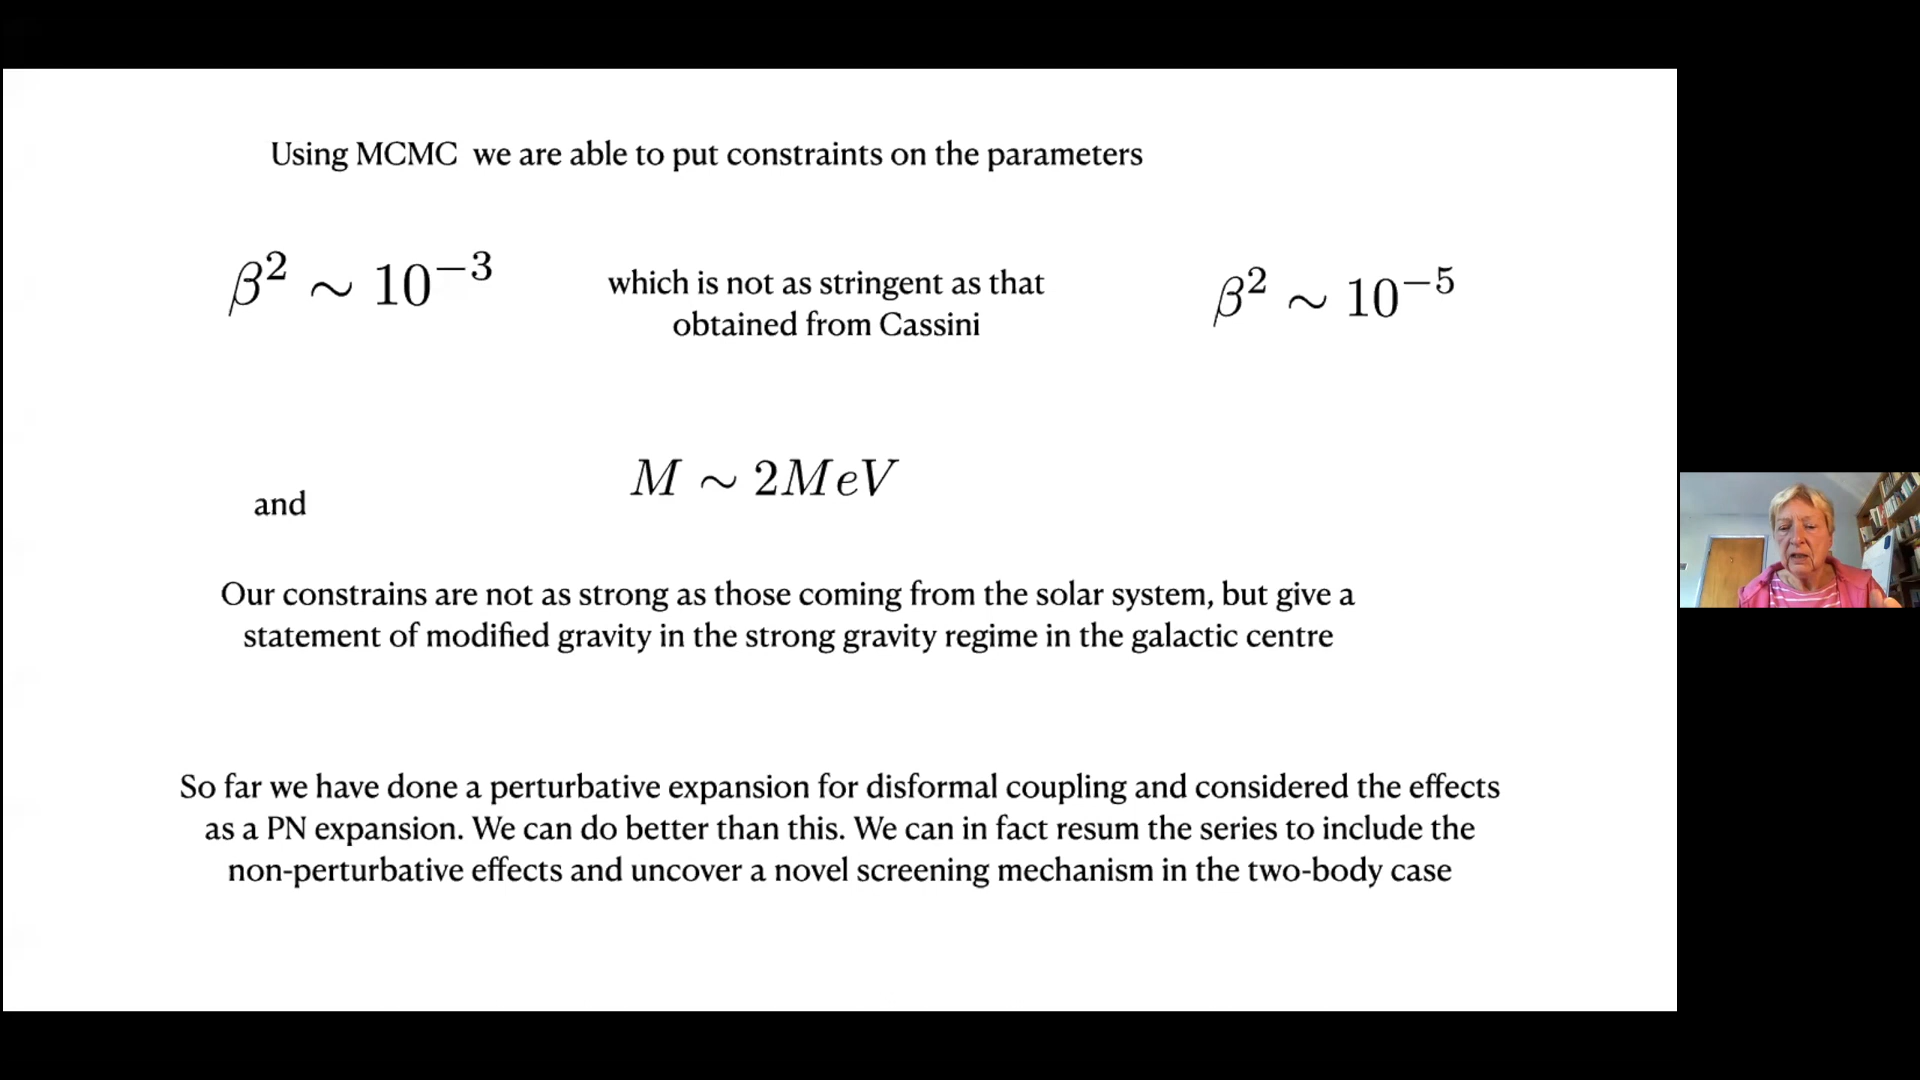 Using MCMC we are able to put constraints on the parameters
β² ~ 10⁻³
which is not as stringent as that
obtained from Cassini
β² ~ 10⁻⁵
and
M ~ 2MeV
Our constrains are not as strong as those coming from the solar system, but give a
statement of modified gravity in the strong gravity regime in the galactic centre
So far we have done a perturbative expansion for disformal coupling and considered the effects
as a PN expansion. We can do better than this. We can in fact resum the series to include the
non-perturbative effects and uncover a novel screening mechanism in the two-body case